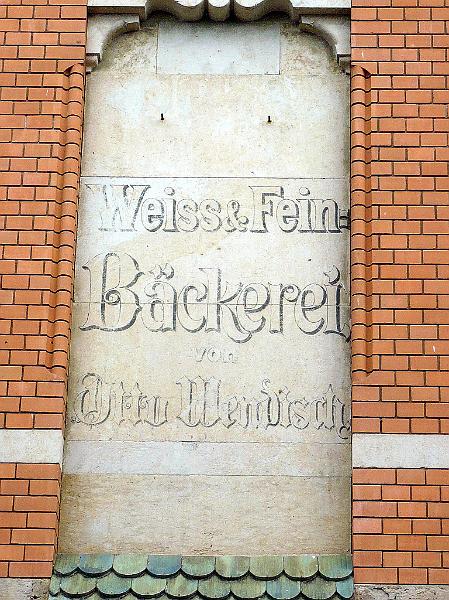 Weiss & Fein=
Bäckerei
von
Otto Wendisch